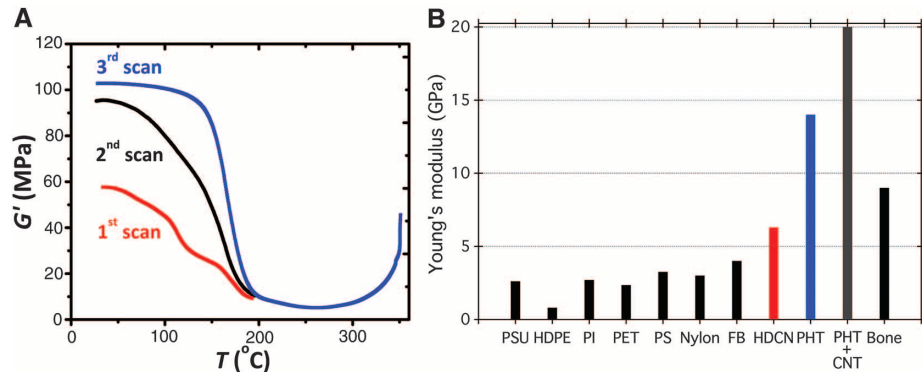 A
G' (MPa)
120
100
80
60
40
20
0
3rd scan
2nd scan
1st scan
0 100 200 300
T (°C)
B
Young's modulus (GPa)
20
15
10
5
0
PSU HDPE PI PET PS Nylon FB HDCN PHT PHT + CNT Bone